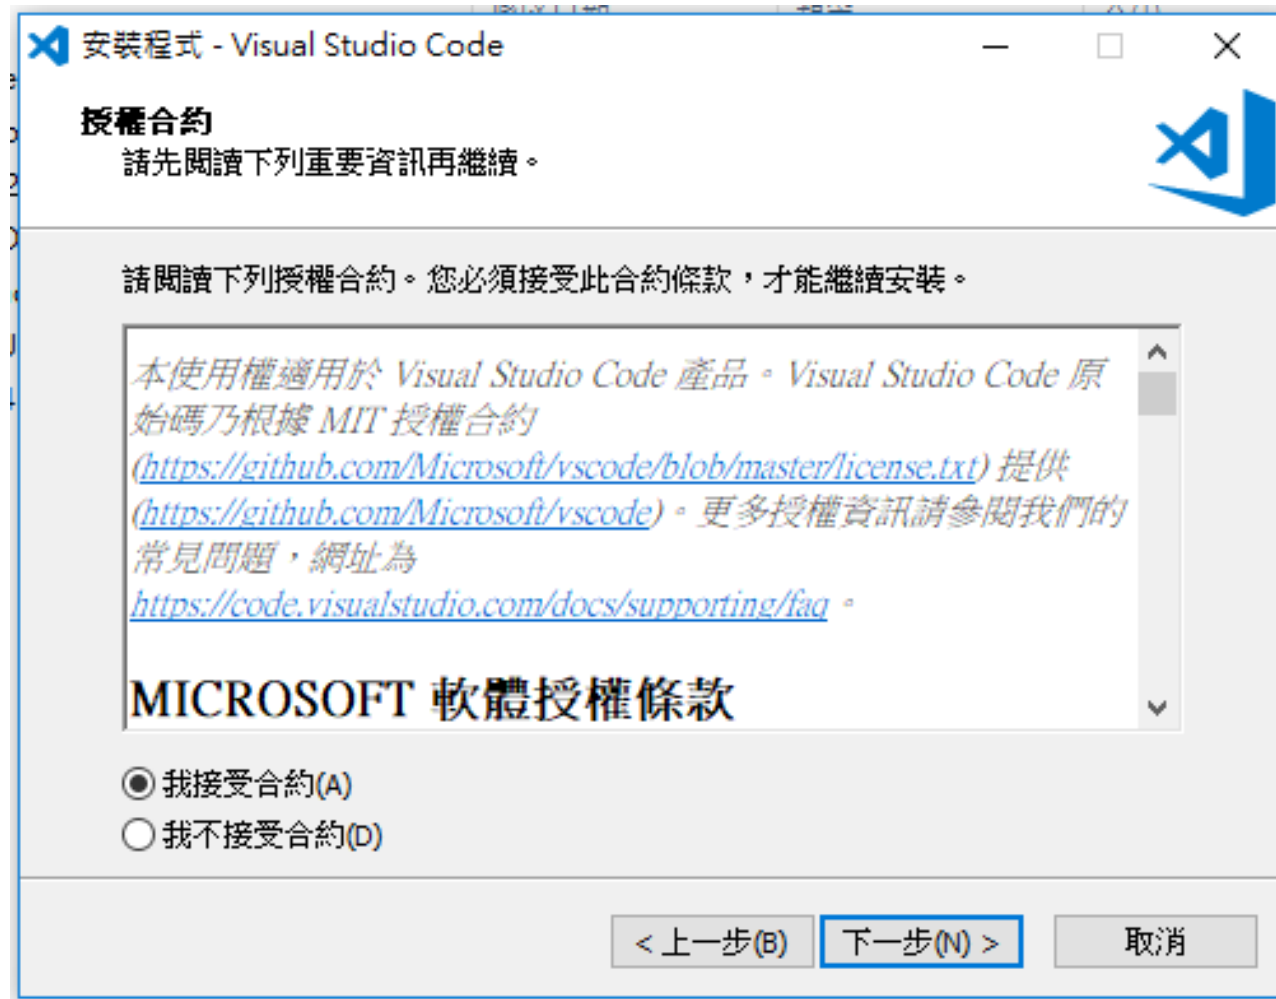 安裝程式 - Visual Studio Code
授權合約
請先閱讀下列重要資訊再繼續。
請閱讀下列授權合約。您必須接受此合約條款，才能繼續安裝。
本使用權適用於 Visual Studio Code 產品。Visual Studio Code 原
始碼乃根據 MIT 授權合約
(https://github.com/Microsoft/vscode/blob/master/license.txt) 提供
(https://github.com/Microsoft/vscode)。更多授權資訊請參閱我們的
常見問題，網址為
https://code.visualstudio.com/docs/supporting/faq。
MICROSOFT 軟體授權條款
我接受合約(A)
我不接受合約(D)
< 上一步(B)
下一步(N) >
取消